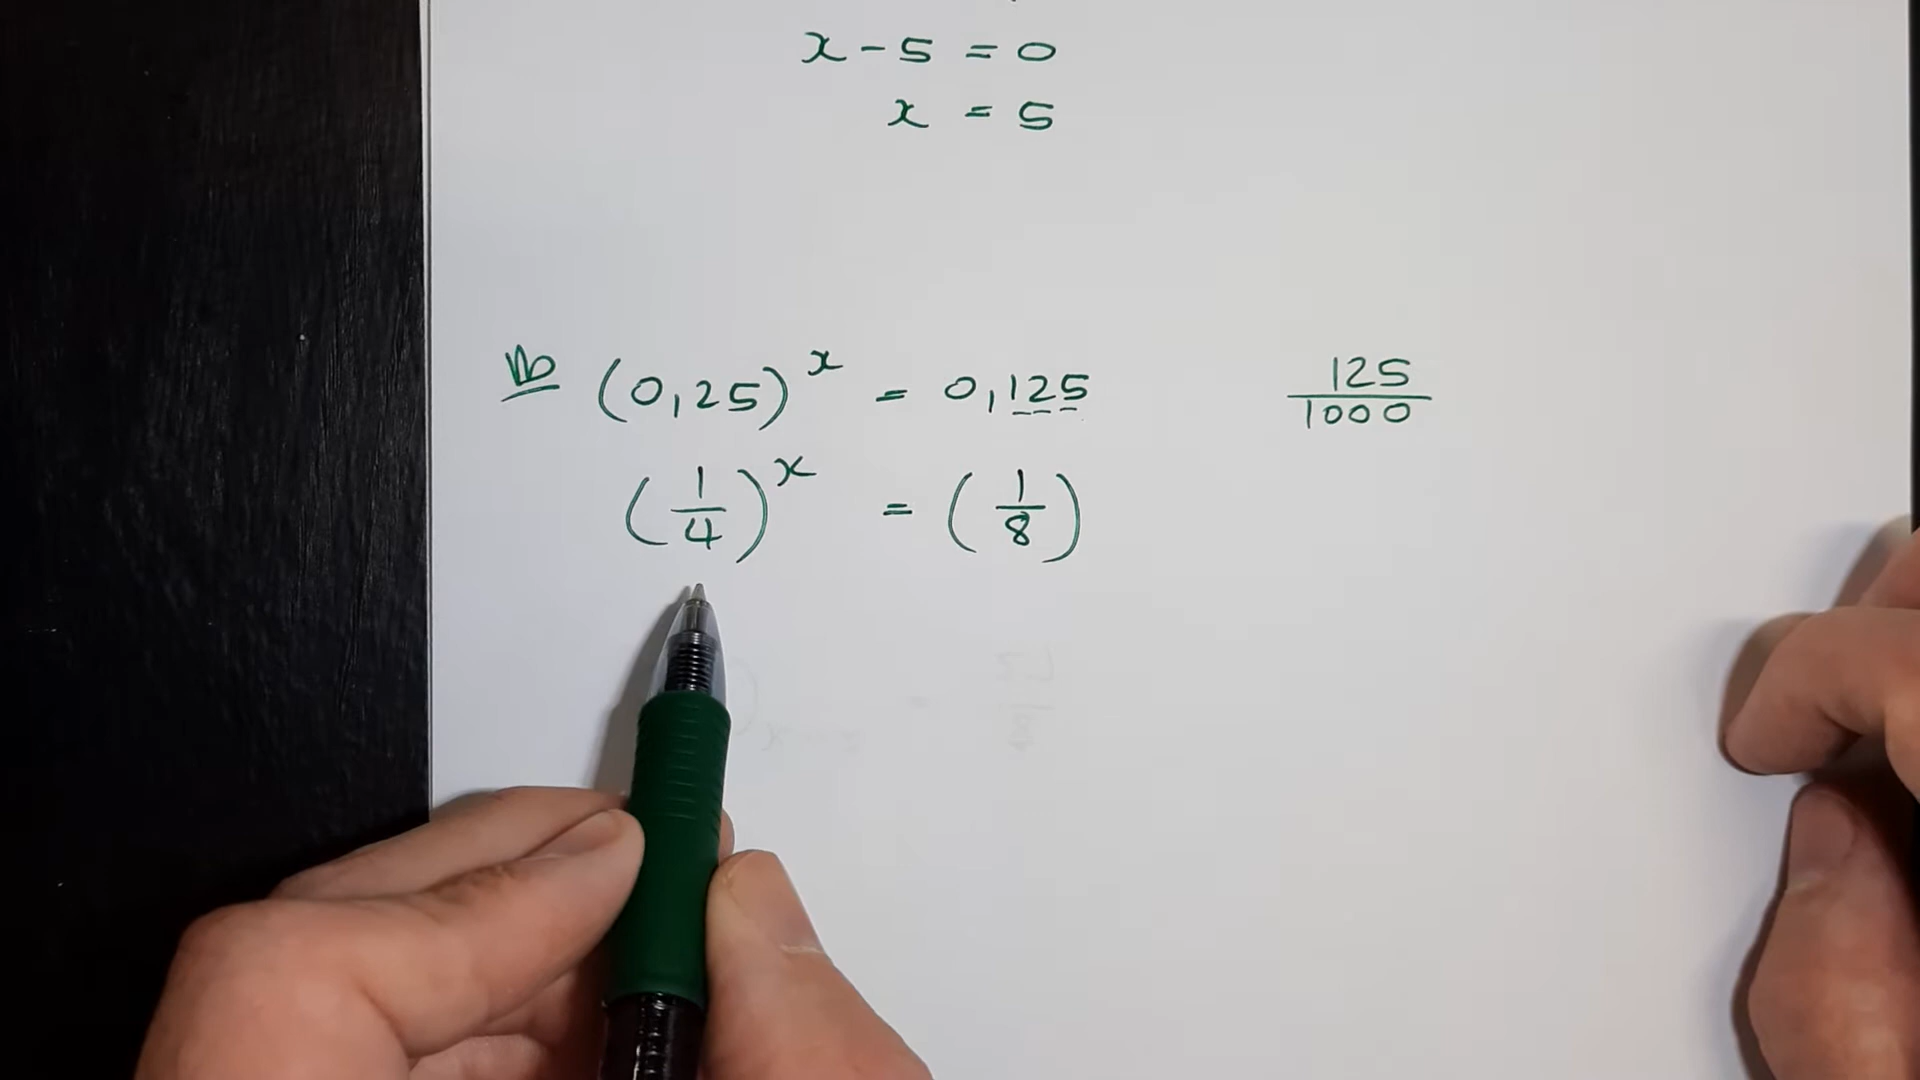 x - 5 = 0
x = 5
(0,25)^x = 0,125
125
1000
(1/4)^x = (1/8)